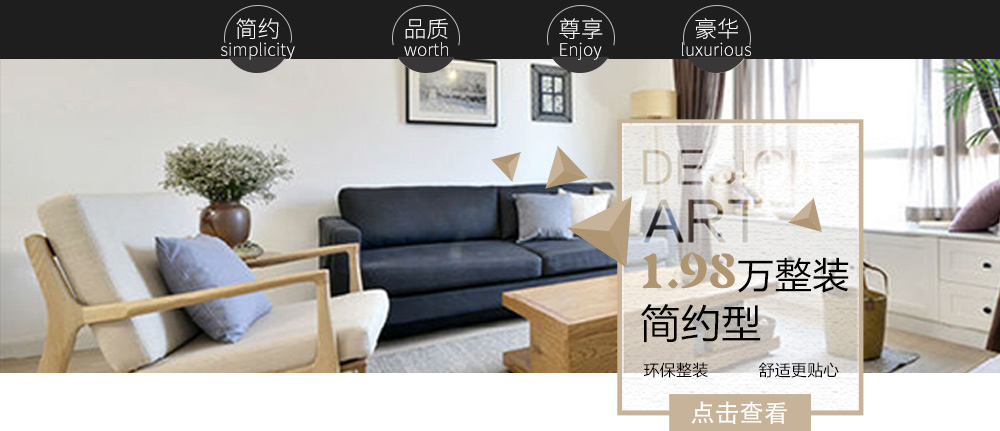 简约
simplicity
品质
worth
尊享
Enjoy
豪华
luxurious
DESIGN
ART
1.98万整装
简约型
环保整装 舒适更贴心
点击查看